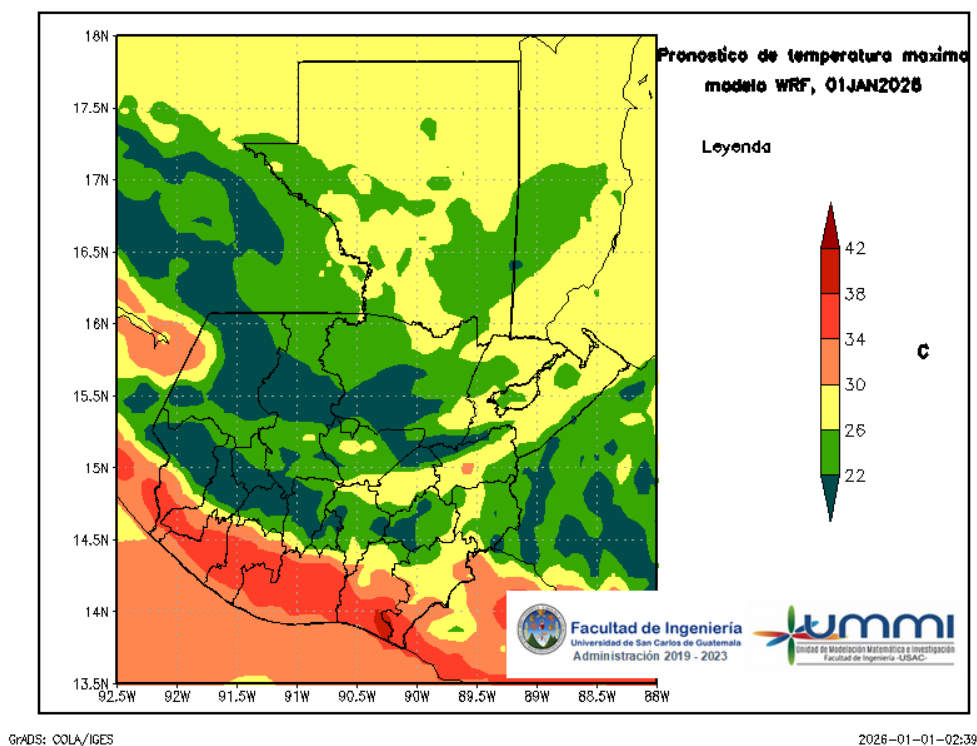 Pronostico de temperatura maxima
modelo WRF, 01JAN2026
Leyenda
42
38
34
30
26
22
C
18N
17.5N
17N
16.5N
16N
15.5N
15N
14.5N
14N
13.5N
92.5W
92W
91.5W
91W
90.5W
90W
89.5W
89W
88.5W
88W
Facultad de Ingeniería
Universidad de San Carlos de Guatemala
Administración 2019 - 2023
ummi
Unidad de Modelación Matemática e Investigación
Facultad de Ingeniería -USAC-
GrADS: COLA/IGES
2026-01-01-02:39